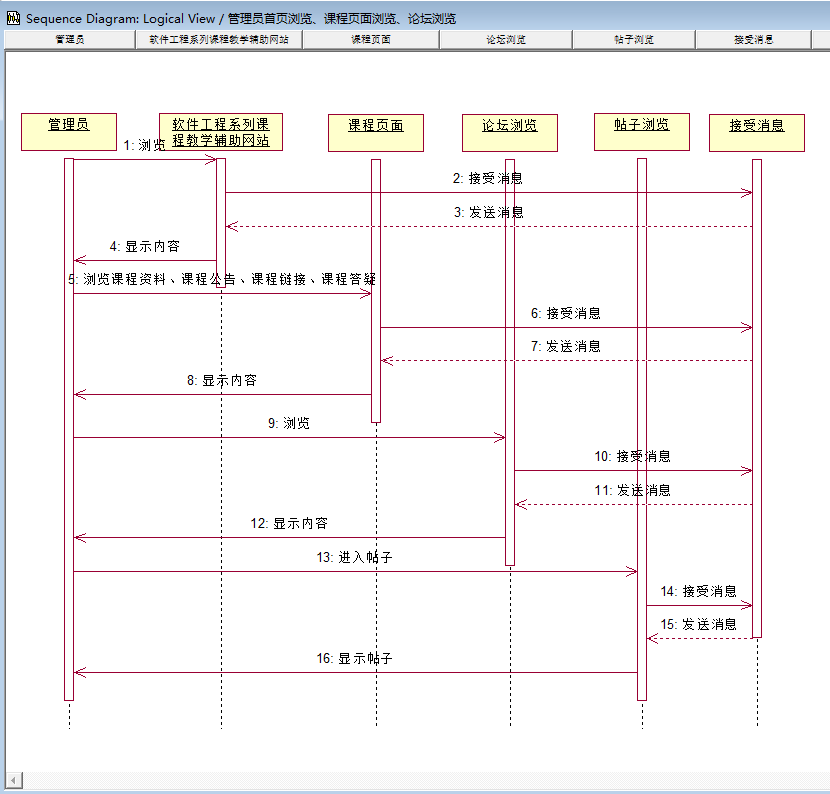 Sequence Diagram: Logical View / 管理员首页浏览、课程页面浏览、论坛浏览
管理员
软件工程系列课程教学辅助网站
课程页面
论坛浏览
帖子浏览
接受消息
管理员
软件工程系列课
程教学辅助网站
课程页面
论坛浏览
帖子浏览
接受消息
1: 浏览
2: 接受消息
3: 发送消息
4: 显示内容
5: 浏览课程资料、课程公告、课程链接、课程答疑
6: 接受消息
7: 发送消息
8: 显示内容
9: 浏览
10: 接受消息
11: 发送消息
12: 显示内容
13: 进入帖子
14: 接受消息
15: 发送消息
16: 显示帖子